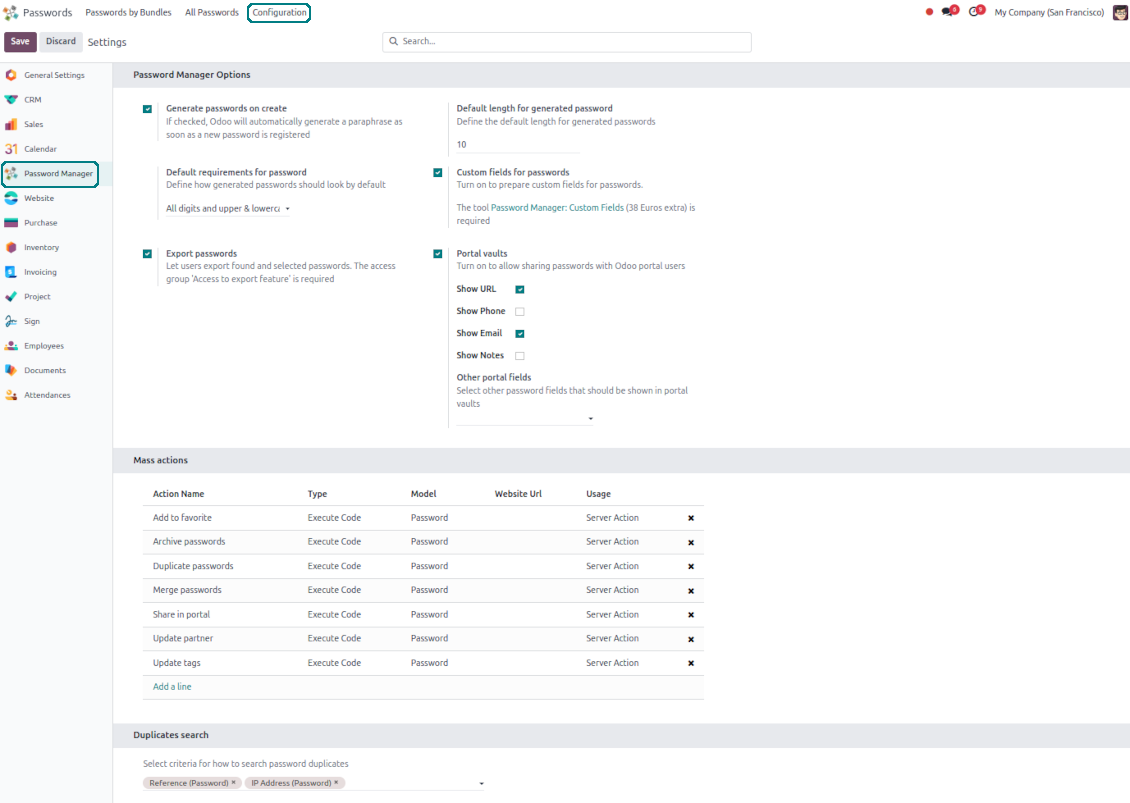 Passwords Passwords by Bundles All Passwords Configuration 6 9 My Company (San Francisco)
Save Discard Settings Search...
General Settings
CRM
Sales
31 Calendar
Password Manager
Website
Purchase
Inventory
Invoicing
Project
Sign
Employees
Documents
Attendances
Password Manager Options
Generate passwords on create
If checked, Odoo will automatically generate a paraphrase as
soon as a new password is registered
Default length for generated password
Define the default length for generated passwords
10
Default requirements for password
Define how generated passwords should look by default
All digits and upper & lowerca
Custom fields for passwords
Turn on to prepare custom fields for passwords.
The tool Password Manager: Custom Fields (38 Euros extra) is
required
Export passwords
Let users export found and selected passwords. The access
group 'Access to export feature' is required
Portal vaults
Turn on to allow sharing passwords with Odoo portal users
Show URL
Show Phone
Show Email
Show Notes
Other portal fields
Select other password fields that should be shown in portal
vaults
Mass actions
Action Name Type Model Website Url Usage
Add to favorite Execute Code Password Server Action
Archive passwords Execute Code Password Server Action
Duplicate passwords Execute Code Password Server Action
Merge passwords Execute Code Password Server Action
Share in portal Execute Code Password Server Action
Update partner Execute Code Password Server Action
Update tags Execute Code Password Server Action
Add a line
Duplicates search
Select criteria for how to search password duplicates
Reference (Password) × IP Address (Password) ×